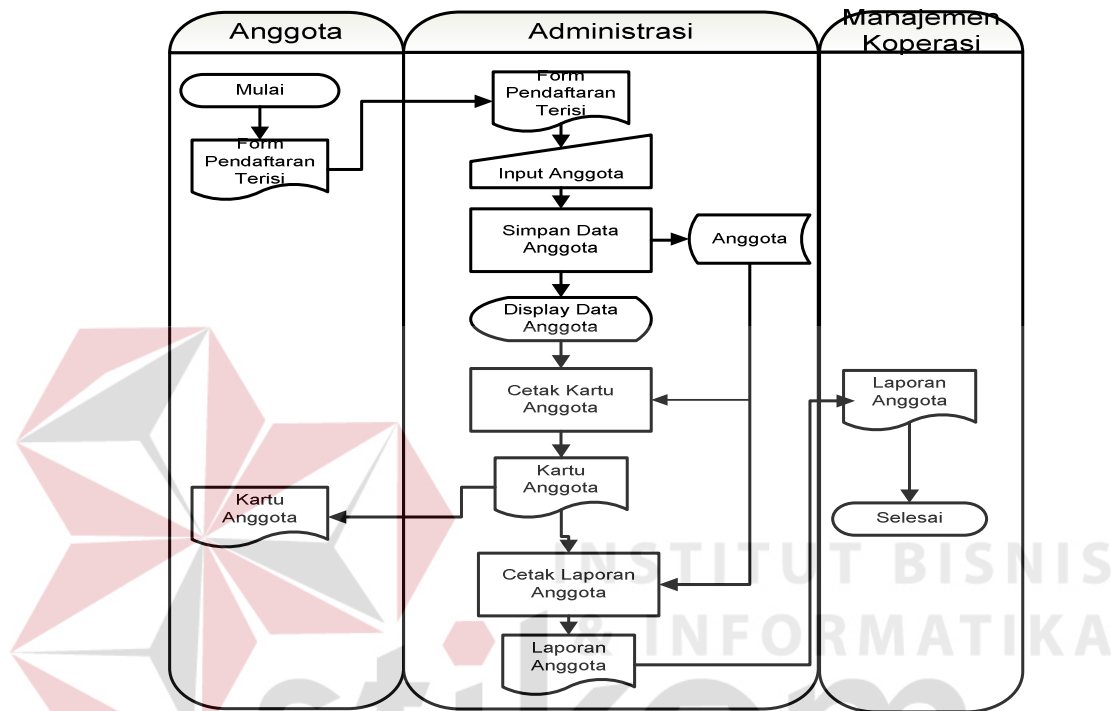 Anggota
Administrasi
Manajemen
Koperasi
Mulai
Form
Pendaftaran
Terisi
Form
Pendaftaran
Terisi
Input Anggota
Simpan Data
Anggota
Anggota
Display Data
Anggota
Cetak Kartu
Anggota
Laporan
Anggota
Kartu
Anggota
Kartu
Anggota
Selesai
Cetak Laporan
Anggota
Laporan
Anggota
INSTITUT BISNIS
& INFORMATIKA
stikom